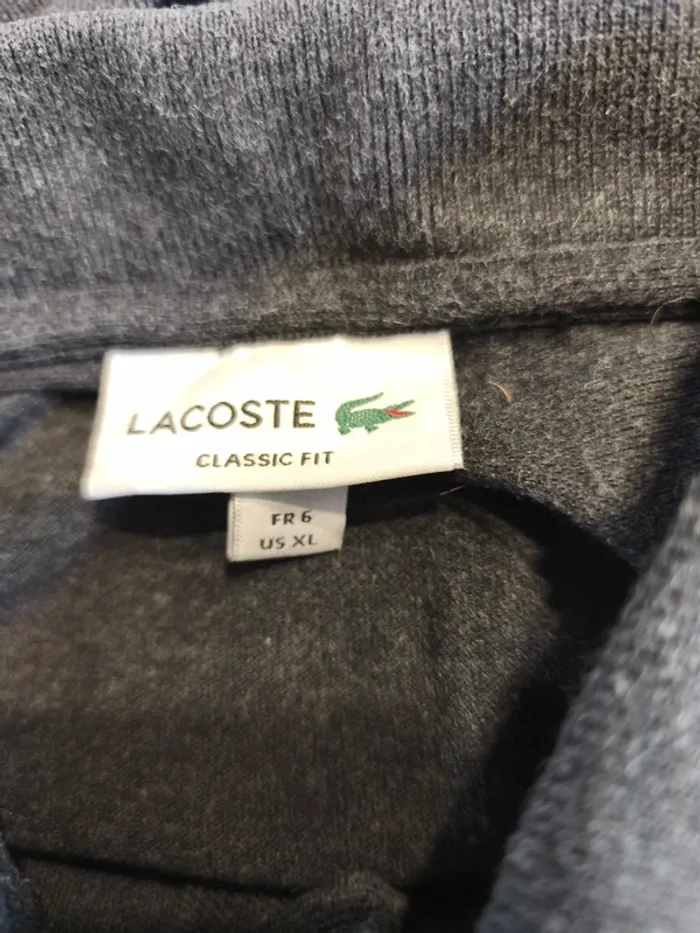 LACOSTE
CLASSIC FIT
FR 6
US XL